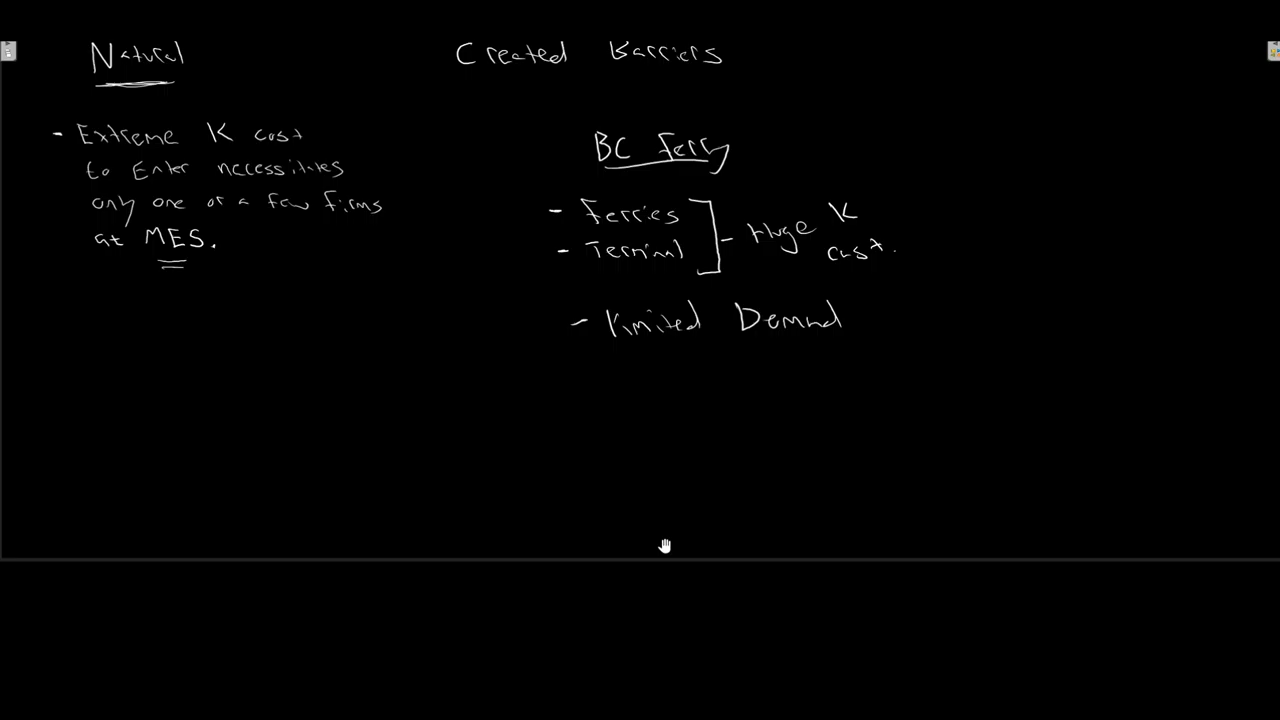 Natural
Created Barriers
- Extreme K cost
to Enter necessitates
only one or a few firms
at MES.
BC Ferry
- Ferries
- Terminal
- Huge K
cost.
- Limited Demand